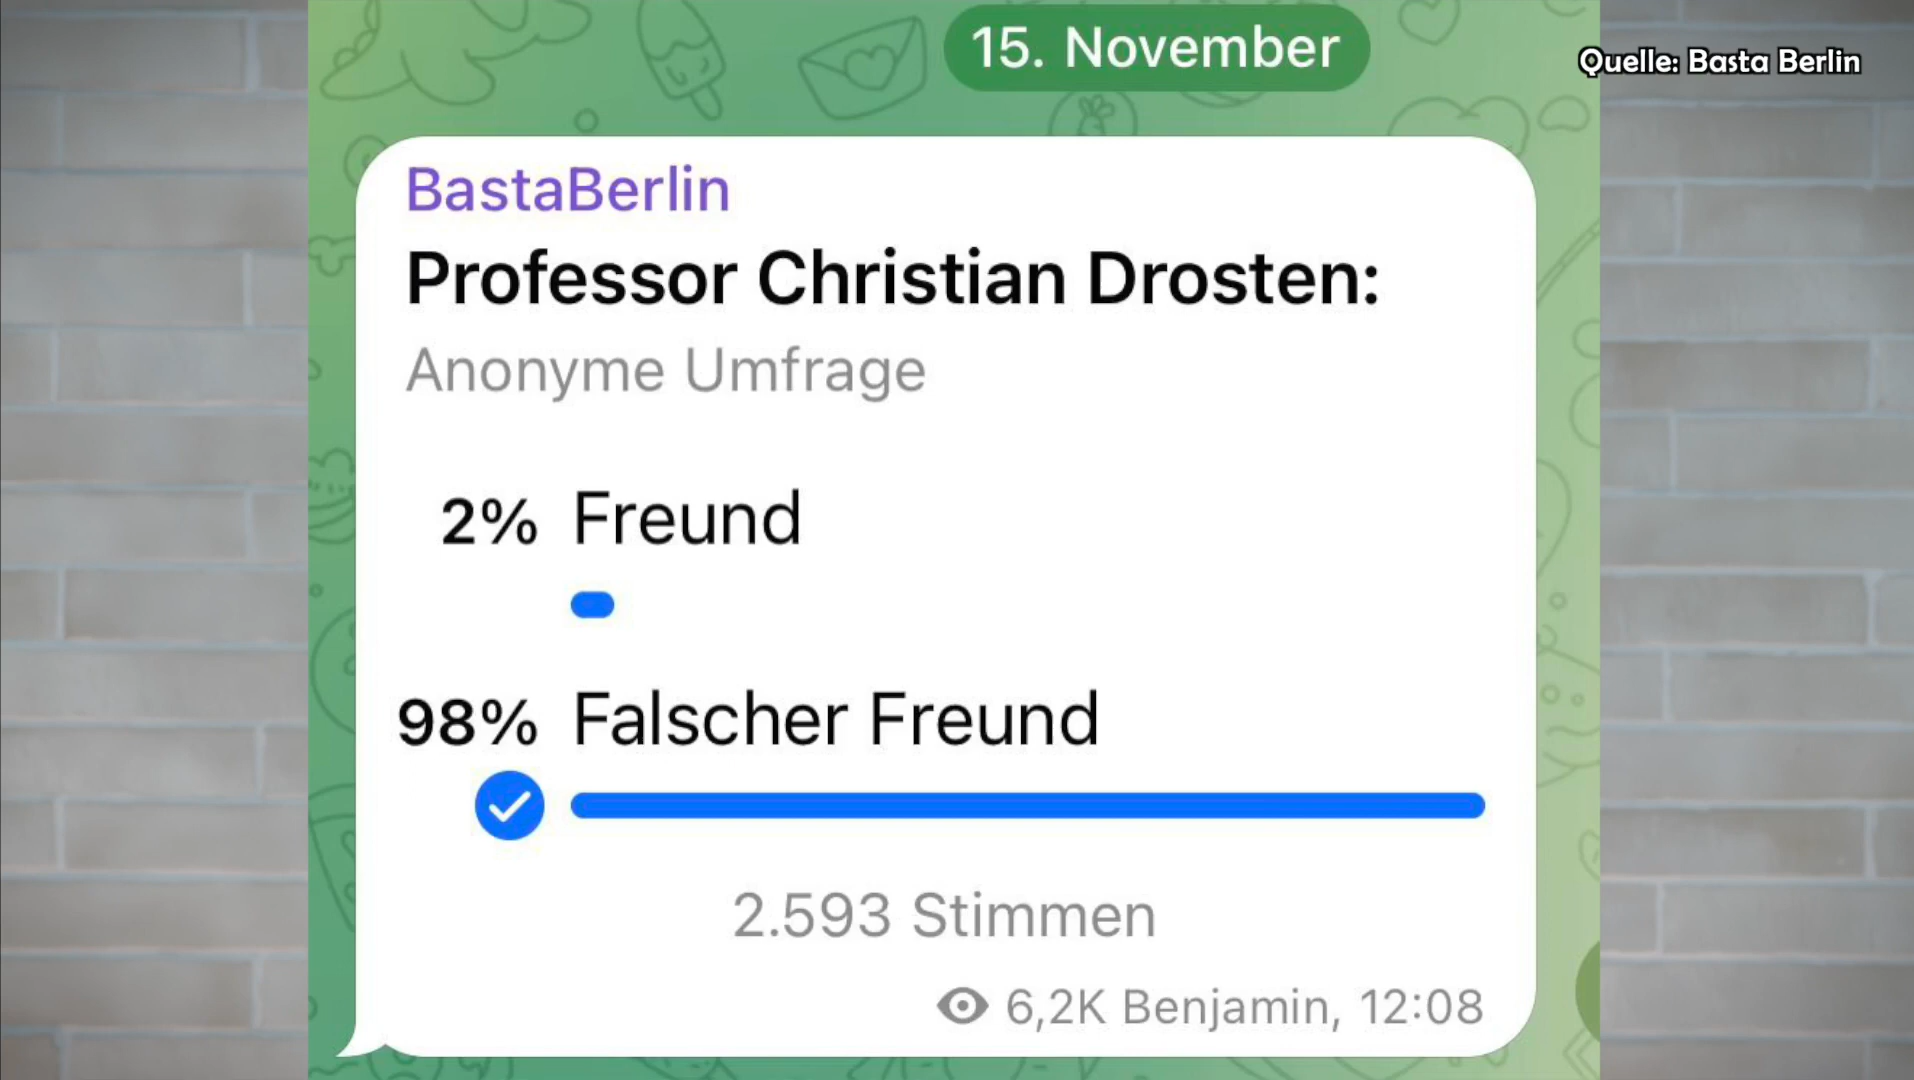 15. November
Quelle: Basta Berlin
BastaBerlin
Professor Christian Drosten:
Anonyme Umfrage
2% Freund
98% Falscher Freund
2.593 Stimmen
6,2K Benjamin, 12:08